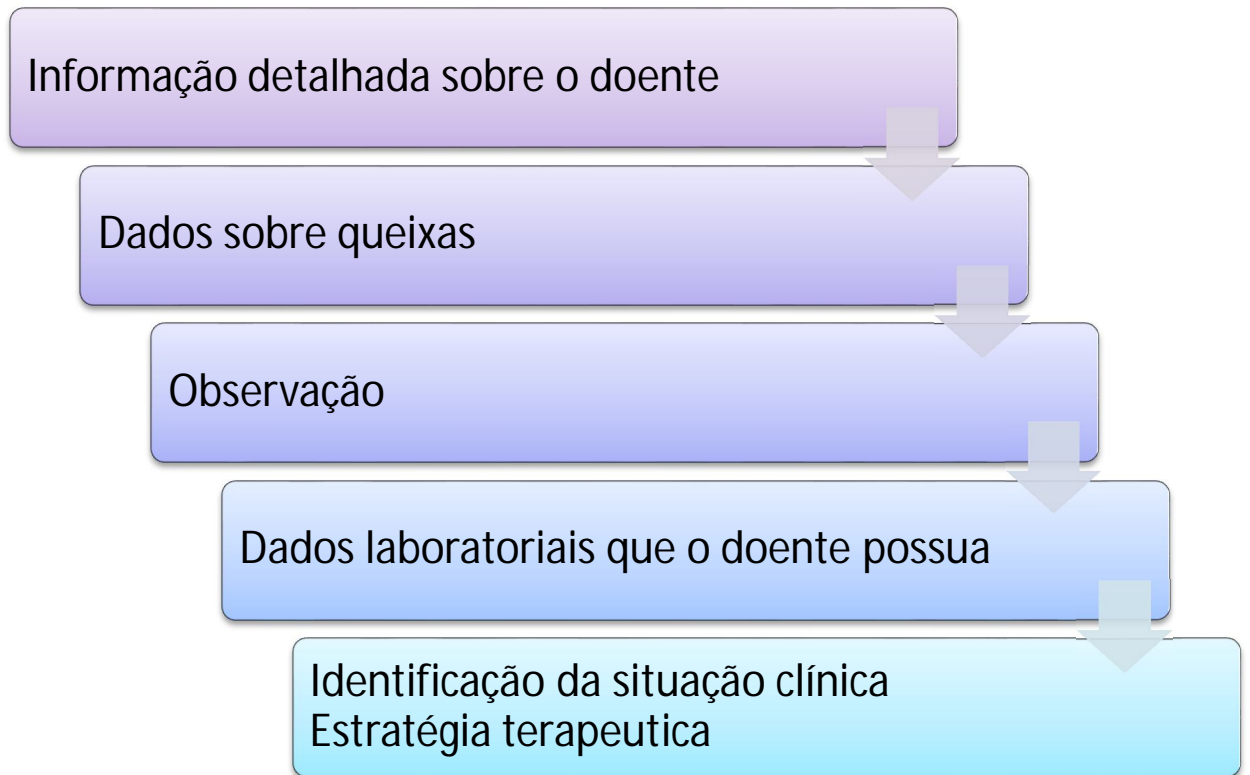 Informação detalhada sobre o doente
Dados sobre queixas
Observação
Dados laboratoriais que o doente possua
Identificação da situação clínica
Estratégia terapeutica